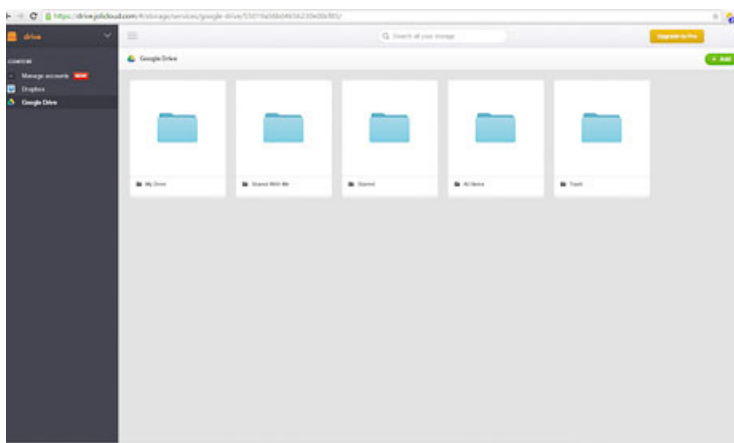 https://drive.jolicloud.com
drive
Search all your storage
Upgrade to Pro
CONTENT
Google Drive
+ Add
Manage accounts NEW
Dropbox
Google Drive
My Drive
Shared With Me
Starred
All Items
Trash